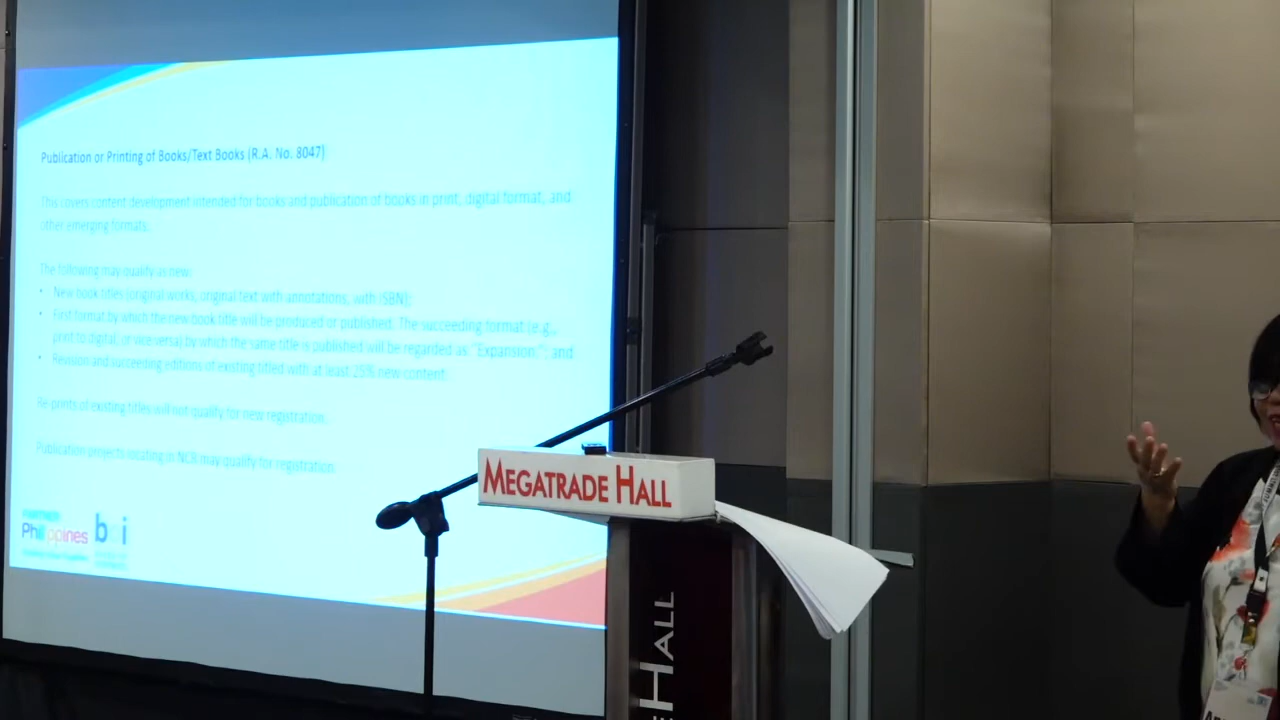 Publication or Printing of Books/Text Books (R.A. No. 8047)
This covers content development intended for books and publication of books in print, digital format, and
other emerging formats.
The following may qualify as new:
• New book titles (original works, original text with annotations, with ISBN);
• First format by which the new book title will be produced or published. The succeeding format (e.g.,
print to digital, or vice versa) by which the same title is published will be regarded as "Expansion"; and
• Revision and succeeding editions of existing titled with at least 25% new content
Re-prints of existing titles will not qualify for new registration.
Publication projects locating in NCR may qualify for registration.
Philippines
boi
MEGATRADE HALL
HALL